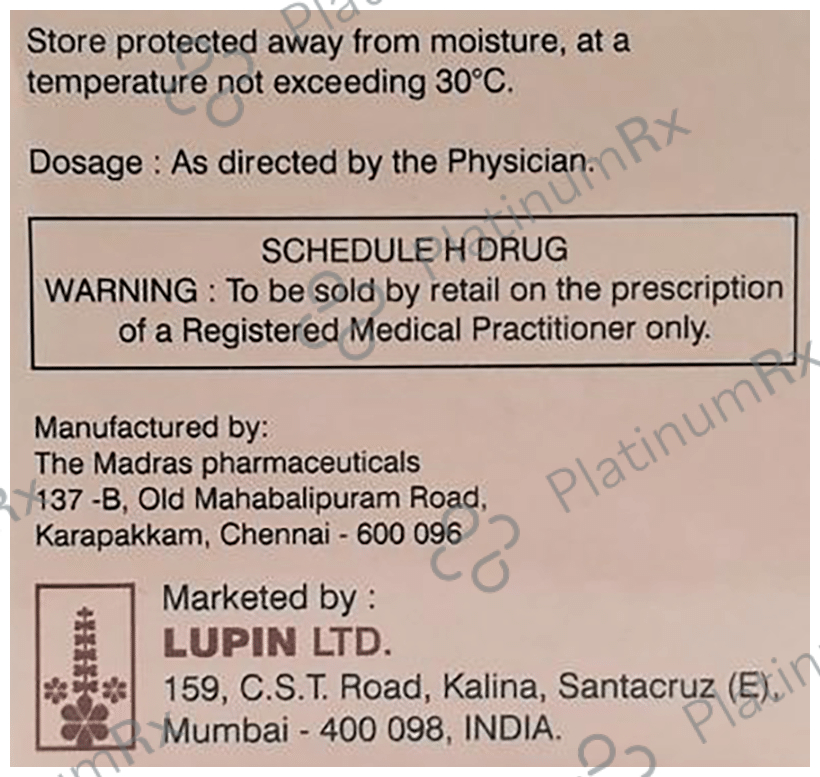 Store protected away from moisture, at a
temperature not exceeding 30°C.
Dosage : As directed by the Physician.
SCHEDULE H DRUG
WARNING : To be sold by retail on the prescription
of a Registered Medical Practitioner only.
Manufactured by:
The Madras pharmaceuticals
137 -B, Old Mahabalipuram Road,
Karapakkam, Chennai - 600 096
Marketed by :
LUPIN LTD.
159, C.S.T. Road, Kalina, Santacruz (E),
Mumbai - 400 098, INDIA.
PlatinumRx
PlatinumRx